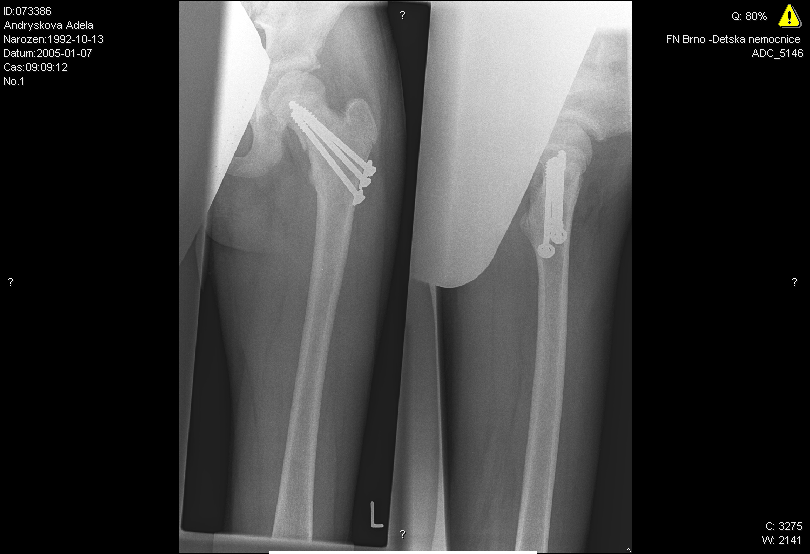 ID:073386
Andryskova Adela
Narozen:1992-10-13
Datum:2005-01-07
Cas:09:09:12
No.1
?
Q: 80%
FN Brno -Detska nemocnice
ADC_5146
?
?
L
?
C: 3275
W: 2141